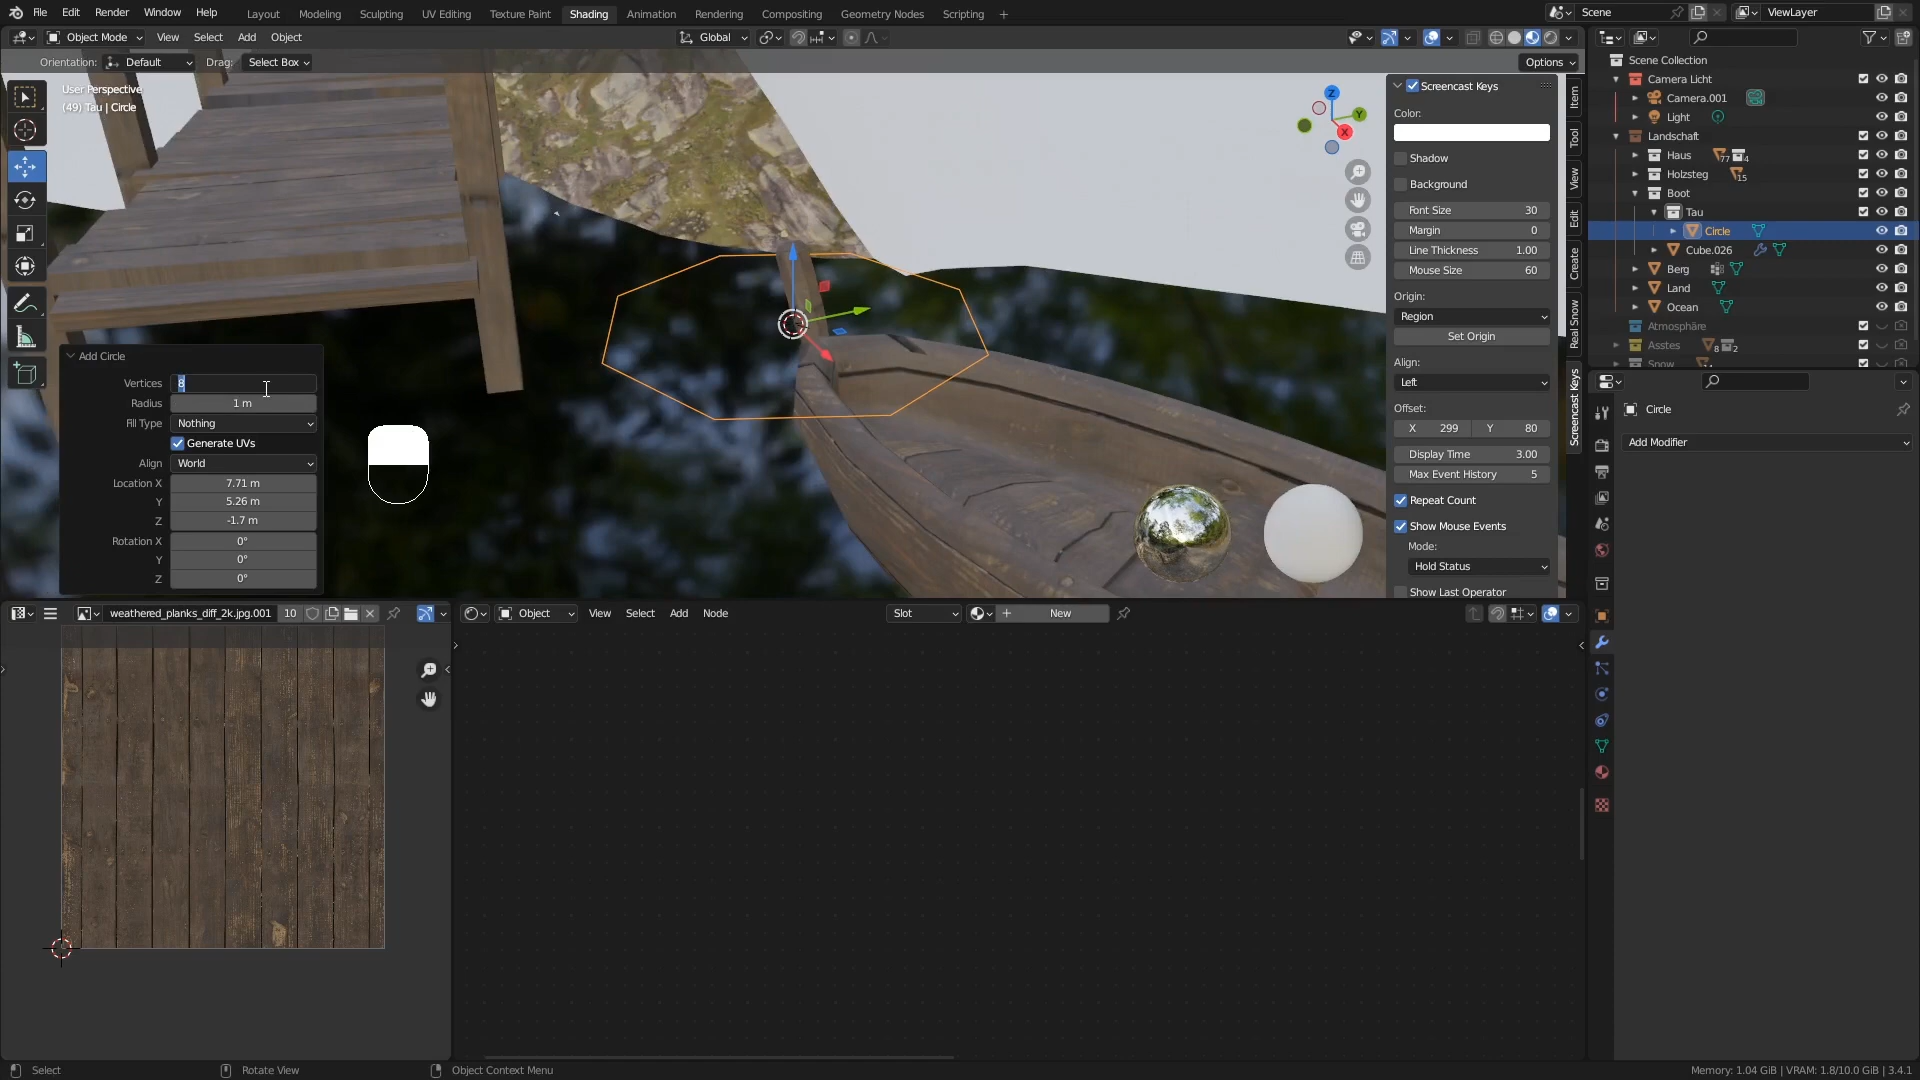 File Edit Render Window Help Layout Modeling Sculpting UV Editing Texture Paint Shading Animation Rendering Compositing Geometry Nodes Scripting + Scene ViewLayer
Object Mode View Select Add Object Global
Orientation: Default Drag: Select Box Options
User Perspective
(49) Tau | Circle
Z
Y
X
Add Circle
Vertices 8
Radius 1 m
Fill Type Nothing
Generate UVs
Align World
Location X 7.71 m
Y 5.26 m
Z -1.7 m
Rotation X 0°
Y 0°
Z 0°
Screencast Keys
Color:
Shadow
Background
Font Size 30
Margin 0
Line Thickness 1.00
Mouse Size 60
Origin:
Region
Set Origin
Align:
Left
Offset:
X 299 Y 80
Display Time 3.00
Max Event History 5
Repeat Count
Show Mouse Events
Mode:
Hold Status
Show Last Operator
Item
Tool
View
Edit
Create
Real Snow
Screencast Keys
Scene Collection
Camera Licht
Camera.001
Light
Landschaft
Haus 77 4
Holzsteg 15
Boot
Tau
Circle
Cube.026
Berg
Land
Ocean
Atmosphäre
Asstes 8 2
Snow
Circle
Add Modifier
weathered_planks_diff_2k.jpg.001 10
Object View Select Add Node Slot New
Select Rotate View Object Context Menu Memory: 1.04 GiB | VRAM: 1.8/10.0 GiB | 3.4.1